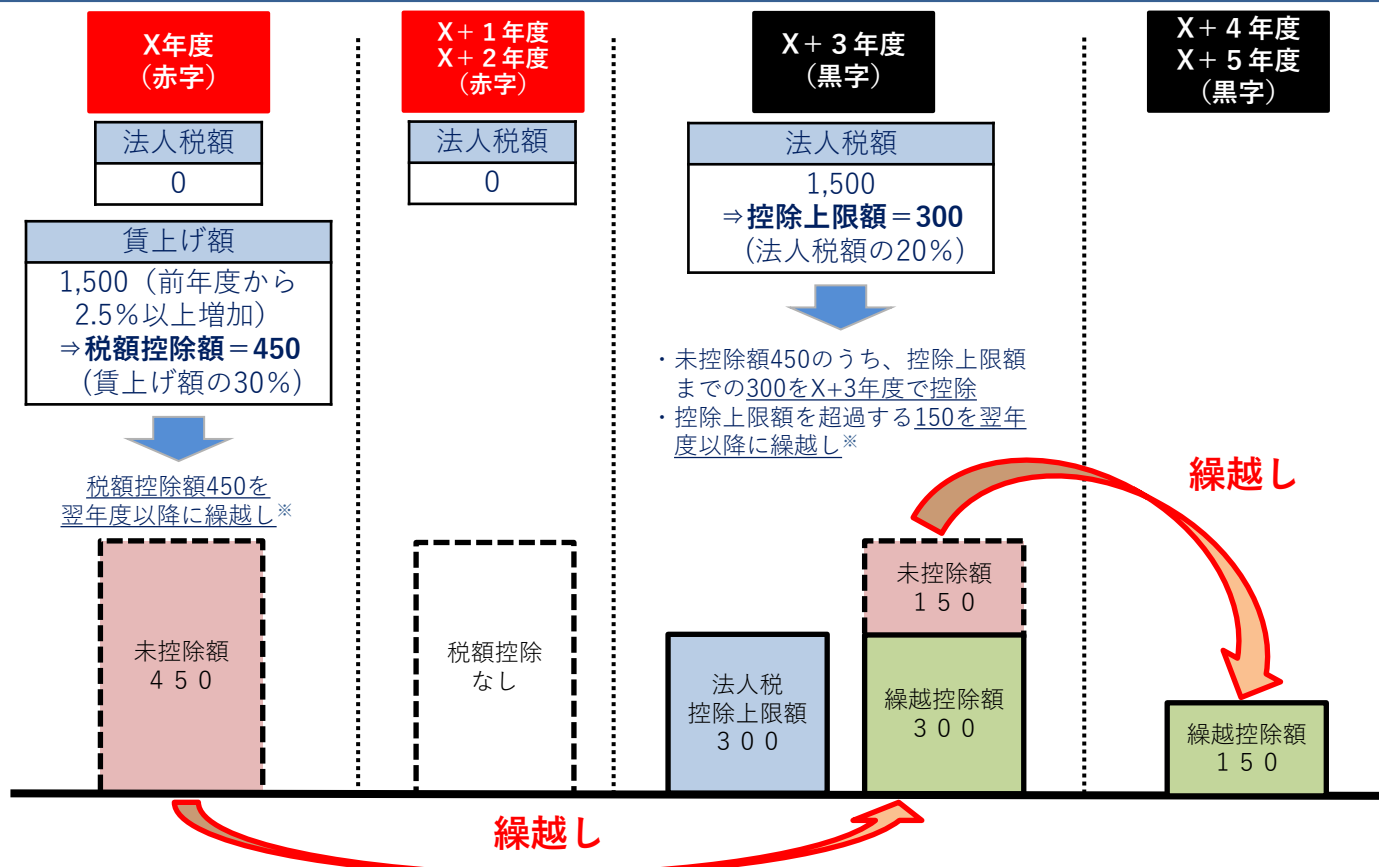 X年度
（赤字）
法人税額
0
賃上げ額
1,500（前年度から
2.5%以上増加）
⇒税額控除額＝450
（賃上げ額の30%）
税額控除額450を
翌年度以降に繰越し※
未控除額
４５０
X＋１年度
X＋２年度
（赤字）
法人税額
0
税額控除
なし
X＋３年度
（黒字）
法人税額
1,500
⇒控除上限額＝300
（法人税額の20%）
・未控除額450のうち、控除上限額
までの300をX+3年度で控除
・控除上限額を超過する150を翌年
度以降に繰越し※
法人税
控除上限額
３００
未控除額
１５０
繰越控除額
３００
X＋４年度
X＋５年度
（黒字）
繰越し
繰越控除額
１５０
繰越し